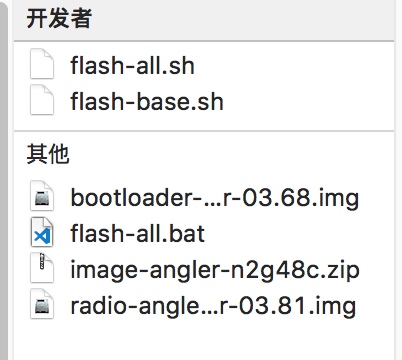 开发者
flash-all.sh
flash-base.sh
其他
bootloader-...r-03.68.img
flash-all.bat
image-angler-n2g48c.zip
radio-angle...r-03.81.img